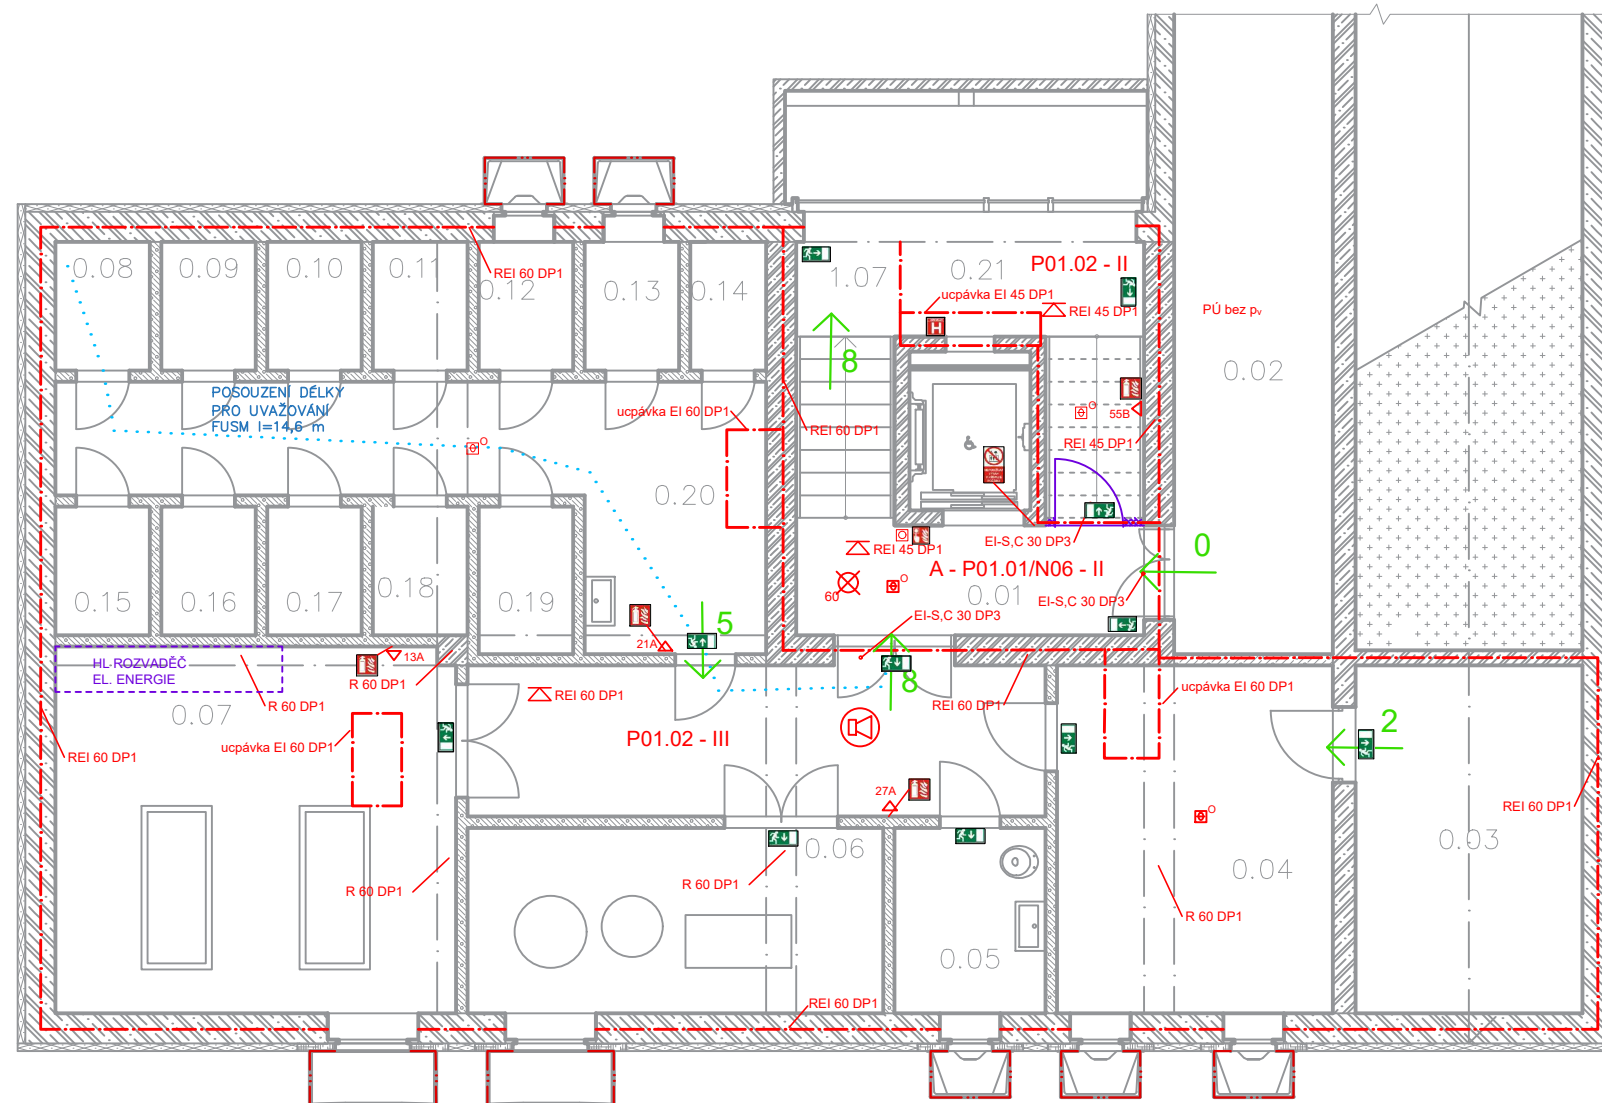 0.08
0.09
0.10
0.11
0.12
0.13
0.14
REI 60 DP1
1.07
0.21
P01.02 - II
ucpávka EI 45 DP1
REI 45 DP1
H
PÚ bez pᵥ
0.02
8
POSOUZENÍ DÉLKY
PRO UVAŽOVÁNÍ
FUSM l=14,6 m
ucpávka EI 60 DP1
REI 60 DP1
55B
O
REI 45 DP1
O
0.20
EI-S,C 30 DP3
REI 45 DP1
0
A - P01.01/N06 - II
60
O
0.01
EI-S,C 30 DP3
EI-S,C 30 DP3
0.15
0.16
0.17
0.18
0.19
5
21A
HL.ROZVADĚČ
EL. ENERGIE
13A
R 60 DP1
R 60 DP1
0.07
ucpávka EI 60 DP1
REI 60 DP1
REI 60 DP1
P01.02 - III
8
REI 60 DP1
ucpávka EI 60 DP1
2
27A
O
REI 60 DP1
0.03
0.06
R 60 DP1
R 60 DP1
0.04
R 60 DP1
0.05
REI 60 DP1